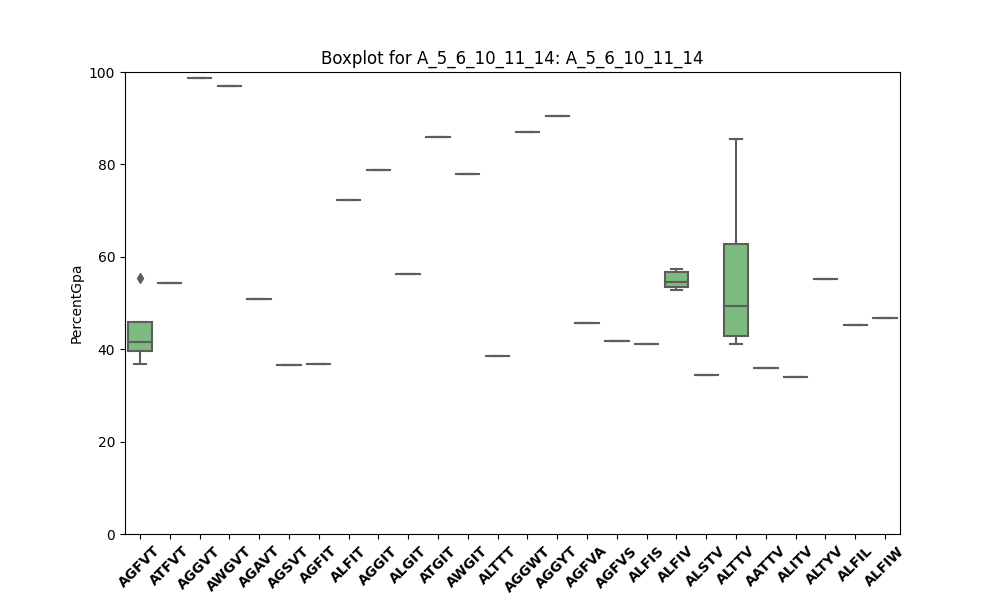 Boxplot for A_5_6_10_11_14: A_5_6_10_11_14
PercentGpa
100
80
60
40
20
0
AGFVT
ATFVT
AGGVT
AWGVT
AGAVT
AGSVT
AGFIT
ALFIT
AGGIT
ALGIT
ATGIT
AWGIT
ALTTT
AGGWT
AGGYT
AGFVA
AGFVS
ALFIS
ALFIV
ALSTV
ALTTV
AATTV
ALITV
ALTYV
ALFIL
ALFIW